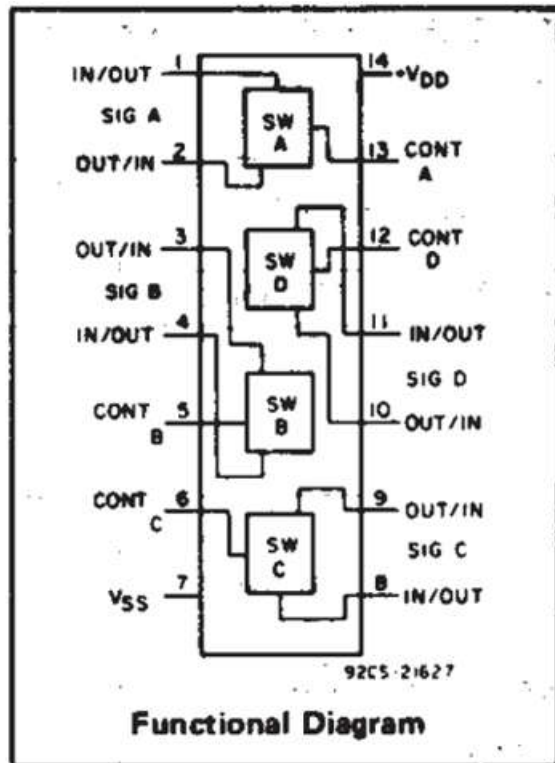 1
14
IN/OUT
+VDD
SIG A
SW
A
2
13
OUT/IN
CONT
A
3
12
OUT/IN
CONT
D
SW
D
SIG B
4
11
IN/OUT
IN/OUT
SIG D
CONT
B
5
SW
B
10
OUT/IN
CONT
C
6
9
OUT/IN
SW
C
SIG C
7
8
VSS
IN/OUT
92CS-21627
Functional Diagram